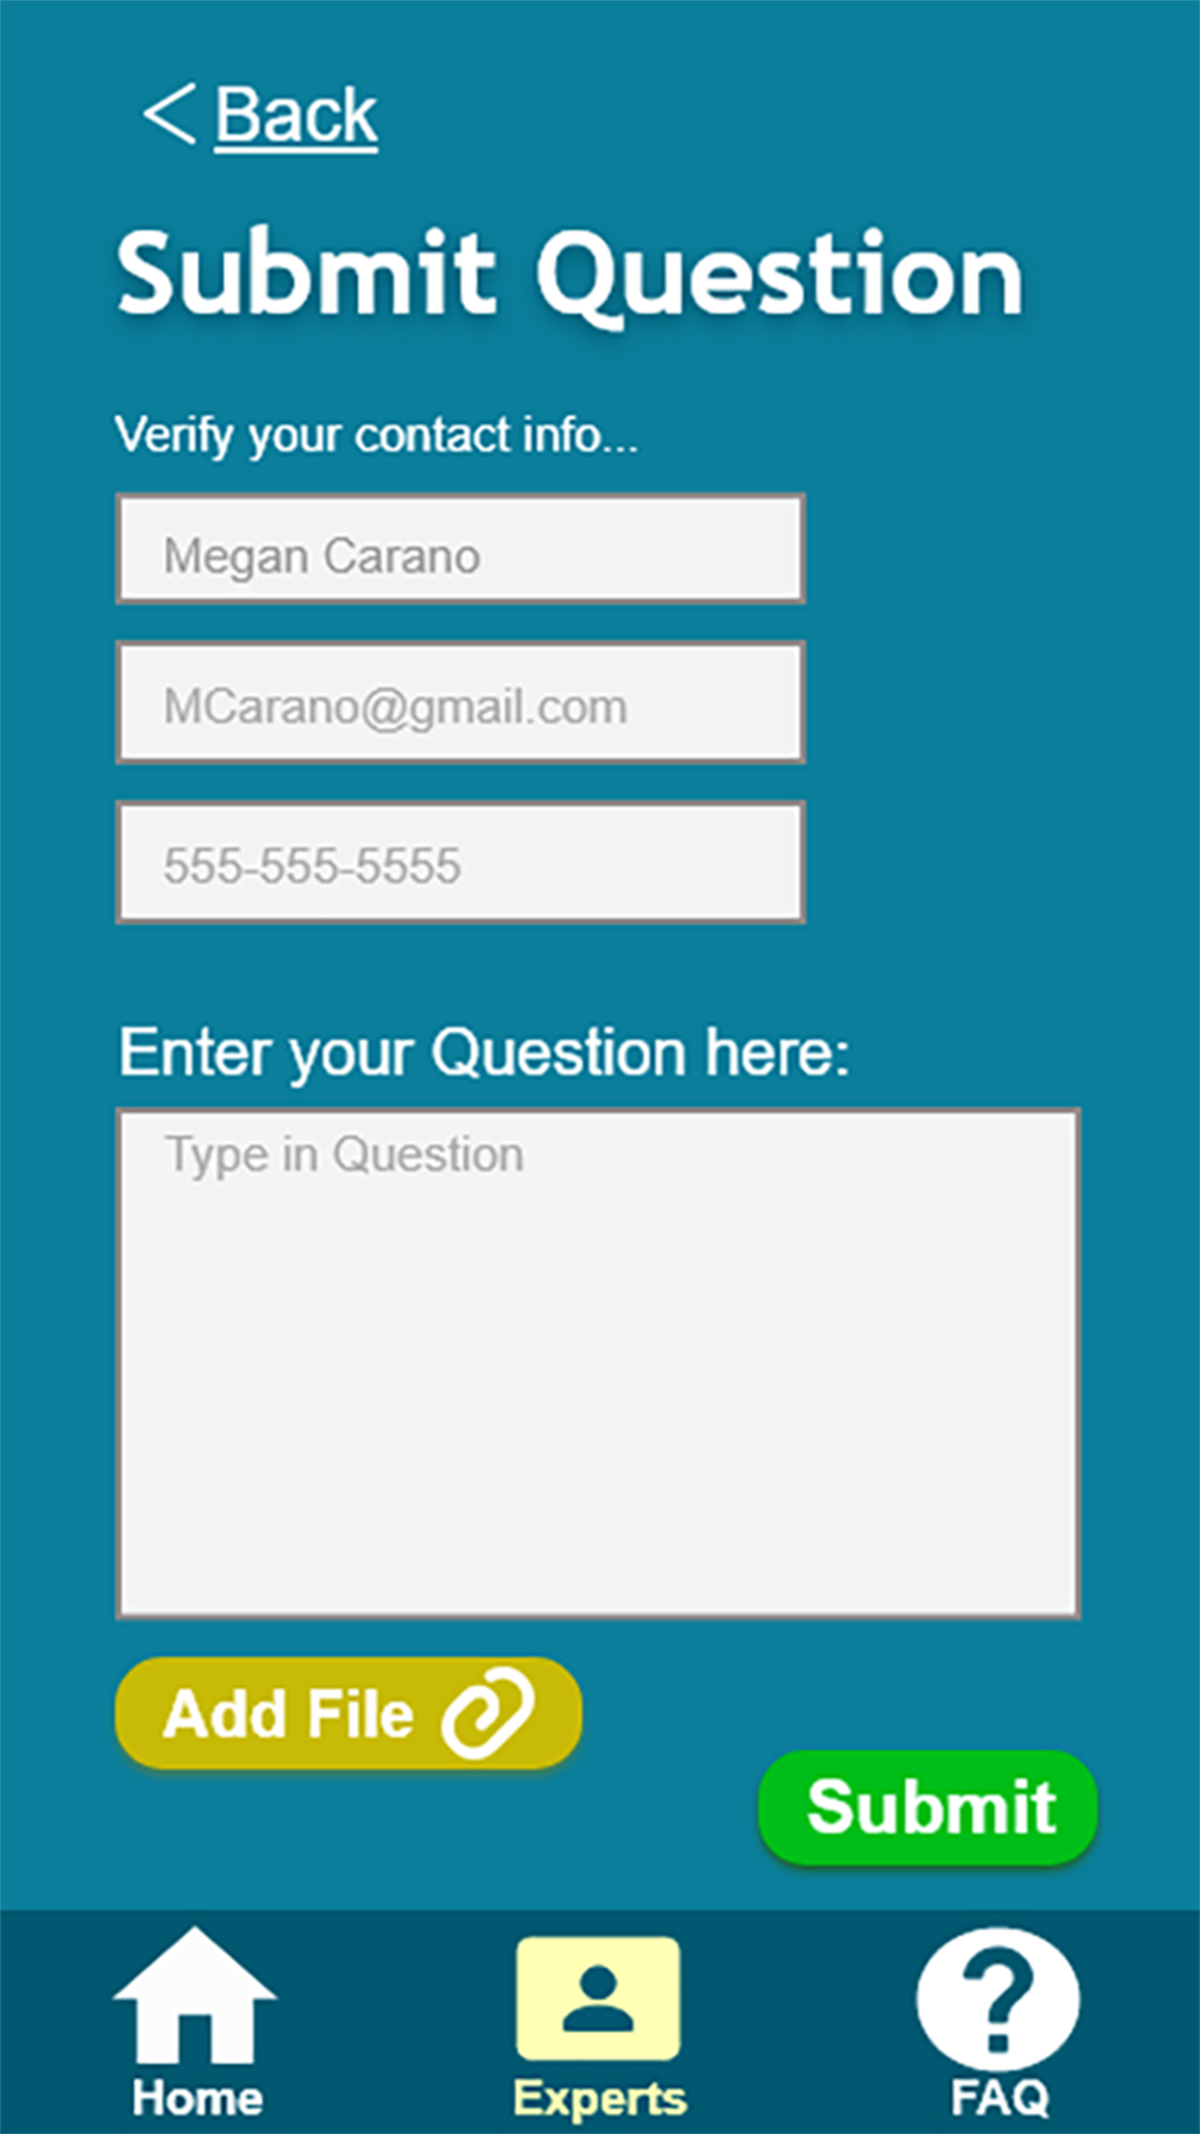 < Back
Submit Question
Verify your contact info...
Megan Carano
MCarano@gmail.com
555-555-5555
Enter your Question here:
Type in Question
Add File
Submit
Home
Experts
?
FAQ